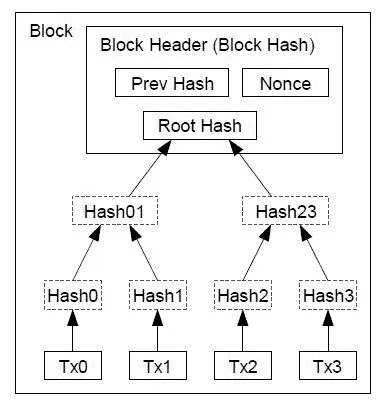 Block
Block Header (Block Hash)
Prev Hash
Nonce
Root Hash
Hash01
Hash23
Hash0
Hash1
Hash2
Hash3
Tx0
Tx1
Tx2
Tx3